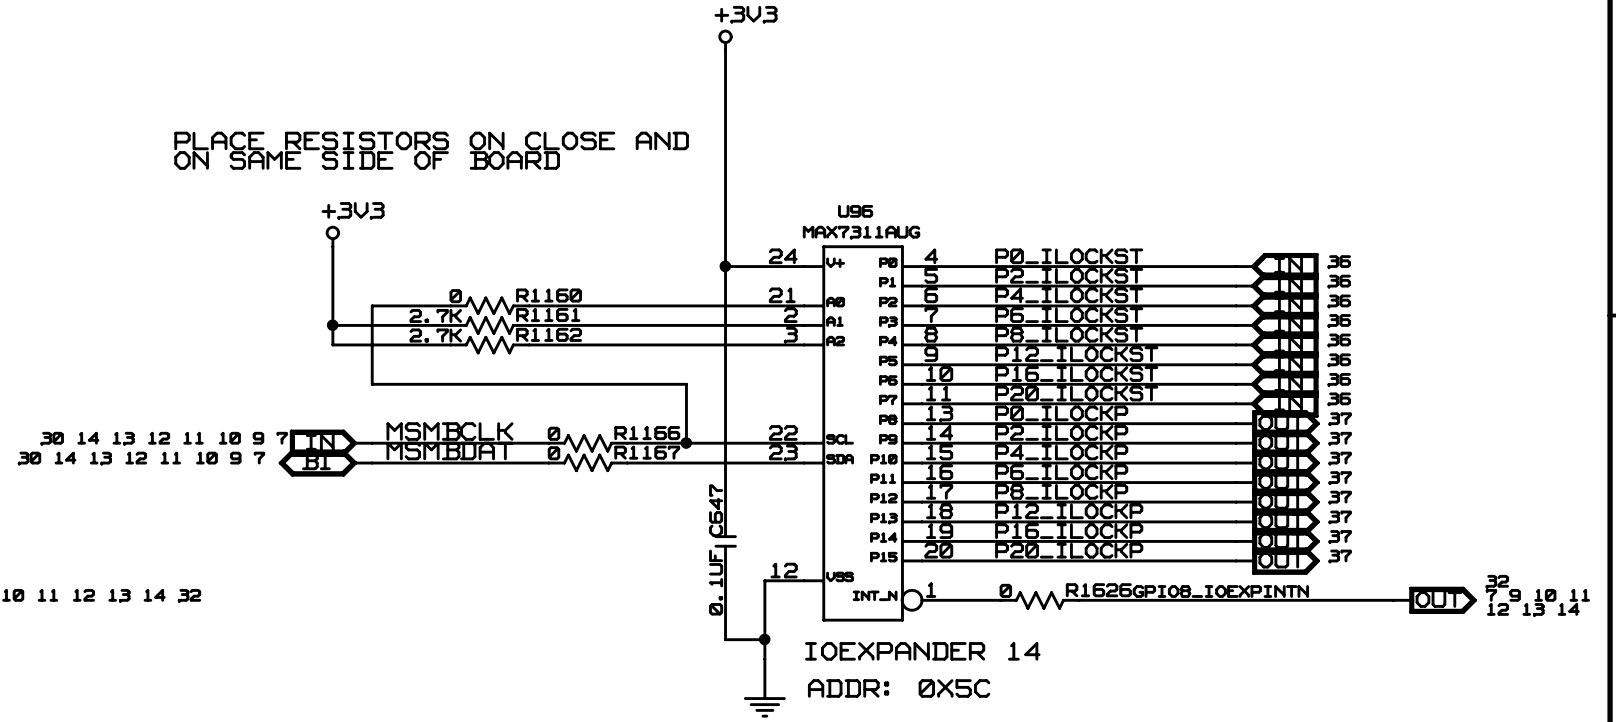 +3V3
PLACE RESISTORS ON CLOSE AND
ON SAME SIDE OF BOARD
+3V3
U96
MAX7311AUG
24 V+ P0 4 P0_ILOCKST IN 36
P1 5 P2_ILOCKST IN 36
0 R1160 21 A0 P2 6 P4_ILOCKST IN 36
2.7K R1161 2 A1 P3 7 P6_ILOCKST IN 36
2.7K R1162 3 A2 P4 8 P8_ILOCKST IN 36
P5 9 P12_ILOCKST IN 36
P6 10 P16_ILOCKST IN 36
P7 11 P20_ILOCKST IN 36
P8 13 P0_ILOCKP OUT 37
30 14 13 12 11 10 9 7 IN MSMBCLK 0 R1166 22 SCL P9 14 P2_ILOCKP OUT 37
30 14 13 12 11 10 9 7 BI MSMBDAT 0 R1167 23 SDA P10 15 P4_ILOCKP OUT 37
P11 16 P6_ILOCKP OUT 37
P12 17 P8_ILOCKP OUT 37
P13 18 P12_ILOCKP OUT 37
P14 19 P16_ILOCKP OUT 37
P15 20 P20_ILOCKP OUT 37
0.1UF C647
12 VSS
10 11 12 13 14 32
INT_N 1 0 R1626 GPIO8_IOEXPINTN OUT
32
7 9 10 11
12 13 14
IOEXPANDER 14
ADDR: 0X5C